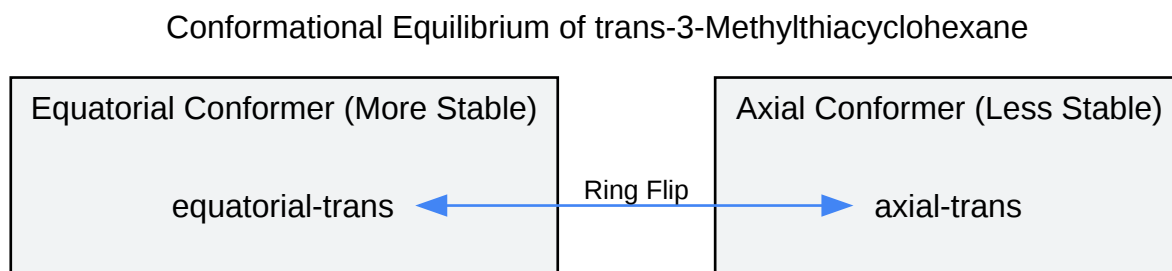 Conformational Equilibrium of trans-3-Methylthiacyclohexane
Equatorial Conformer (More Stable)
Axial Conformer (Less Stable)
equatorial-trans
Ring Flip
axial-trans